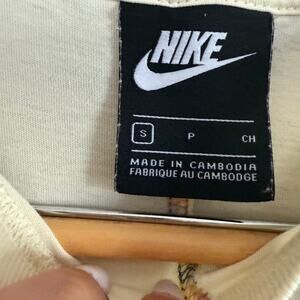 NIKE
S P CH
MADE IN CAMBODIA
FABRIQUE AU CAMBODGE